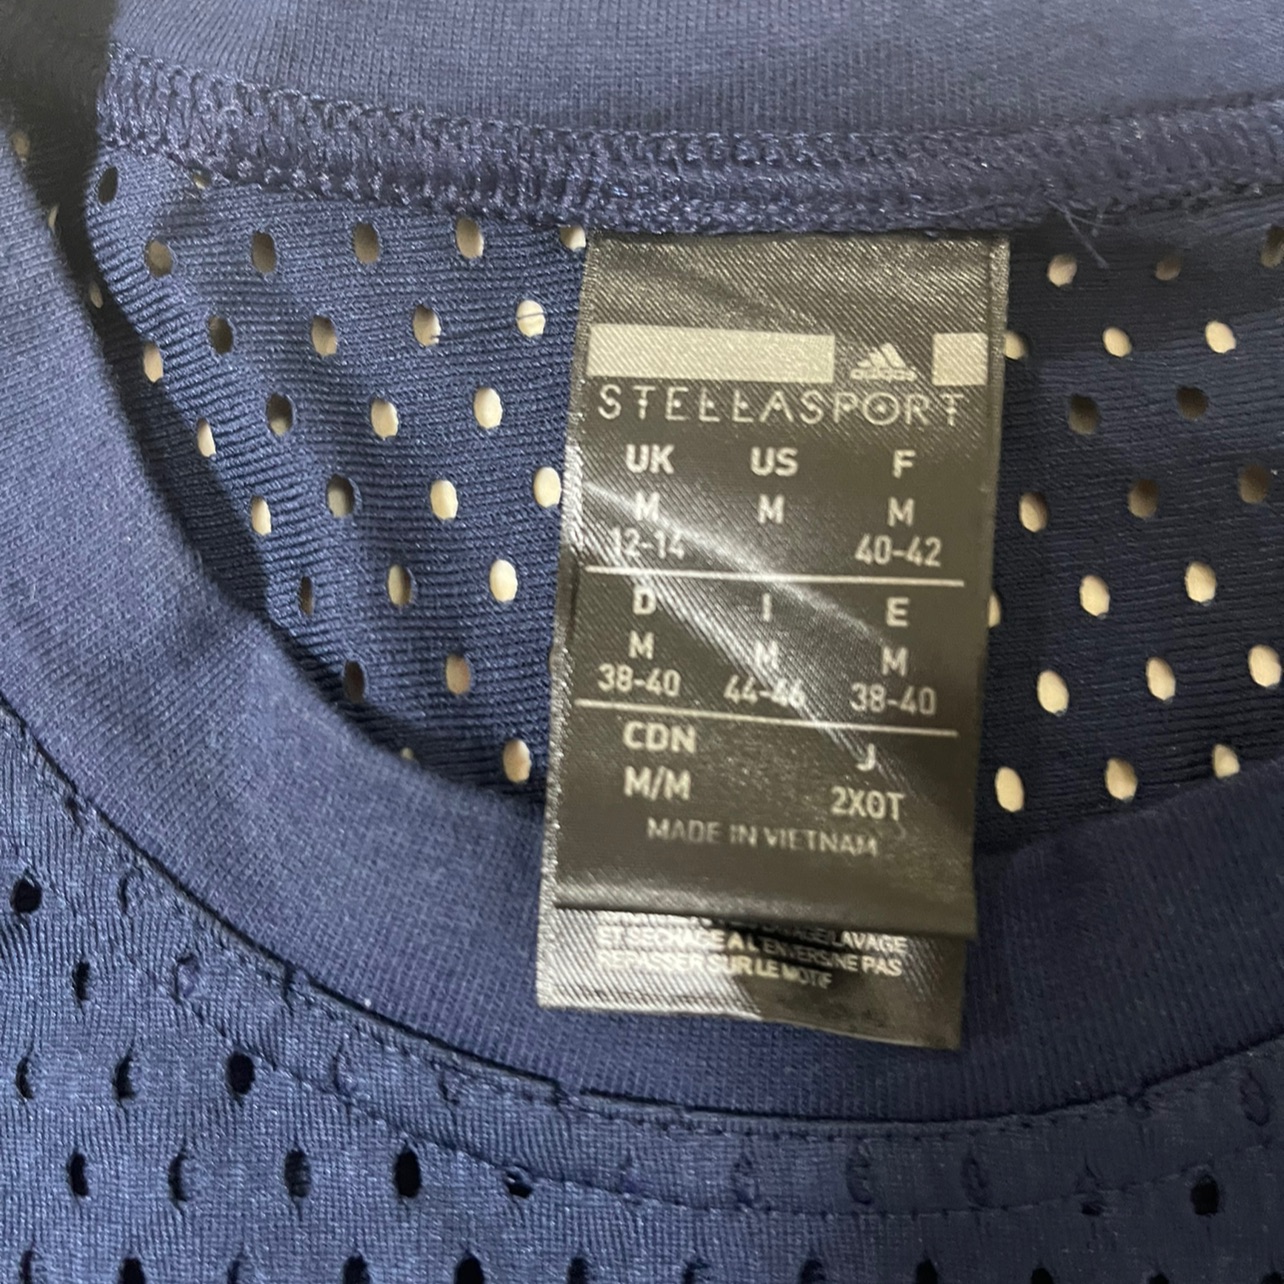 adidas
STELLASPORT
UK US F
M M M
12-14 40-42
D I E
M M M
38-40 44-46 38-40
CDN J
M/M 2XOT
MADE IN VIETNAM
LAVAGE
ET SECHAGE A L'ENVERS/NE PAS
REPASSER SUR LE MOTIF